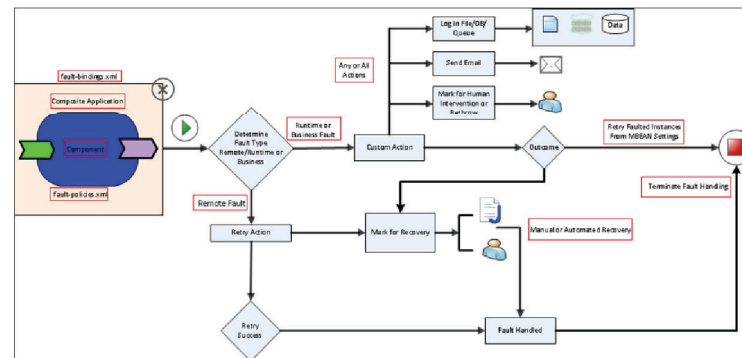 fault-bindings.xml
Composite Application
Component
fault-policies.xml
Determine
Fault Type
Remote/Runtime or
Business
Runtime or
Business Fault
Remote Fault
Any or All
Actions
Custom Action
Log in File/DB/
Queue
Data
Send Email
Mark for Human
Intervention or
Rethrow
Outcome
Retry Faulted Instances
From MBEAN Settings
Terminate Fault Handling
Retry Action
Mark for Recovery
Manual or Automated Recovery
Retry
Success
Fault Handled